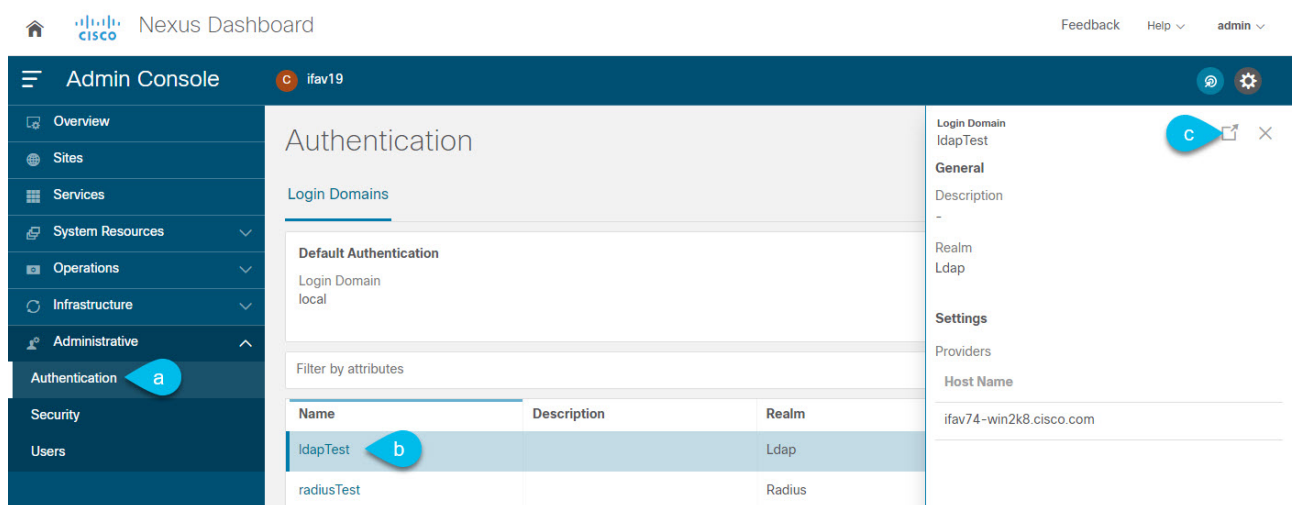 CISCO Nexus Dashboard Feedback Help admin
Admin Console C ifav19
Overview
Sites
Services
System Resources
Operations
Infrastructure
Administrative
Authentication a
Security
Users
Authentication
Login Domains
Default Authentication
Login Domain
local
Filter by attributes
Name Description Realm
ldapTest b Ldap
radiusTest Radius
Login Domain
ldapTest
c
General
Description
-
Realm
Ldap
Settings
Providers
Host Name
ifav74-win2k8.cisco.com